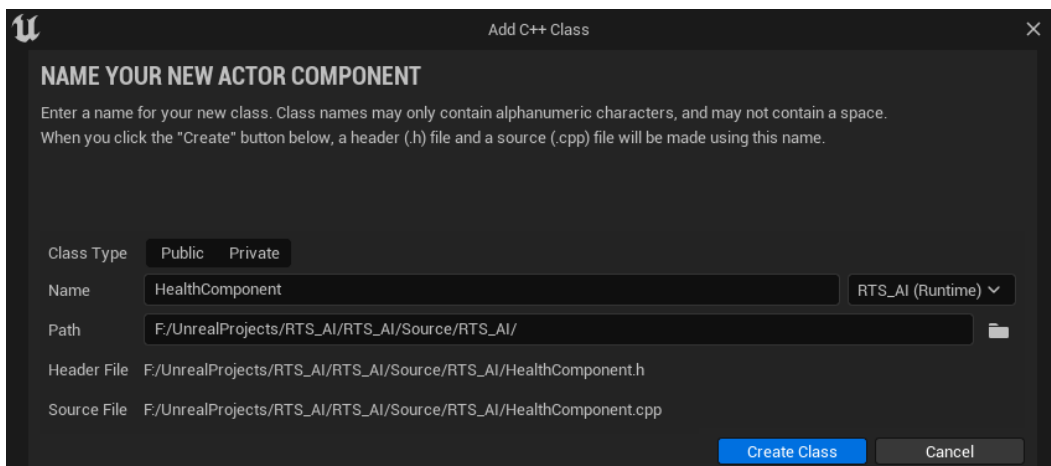 Add C++ Class
NAME YOUR NEW ACTOR COMPONENT
Enter a name for your new class. Class names may only contain alphanumeric characters, and may not contain a space.
When you click the "Create" button below, a header (.h) file and a source (.cpp) file will be made using this name.
Class Type Public Private
Name HealthComponent RTS_AI (Runtime)
Path F:/UnrealProjects/RTS_AI/RTS_AI/Source/RTS_AI/
Header File F:/UnrealProjects/RTS_AI/RTS_AI/Source/RTS_AI/HealthComponent.h
Source File F:/UnrealProjects/RTS_AI/RTS_AI/Source/RTS_AI/HealthComponent.cpp
Create Class Cancel